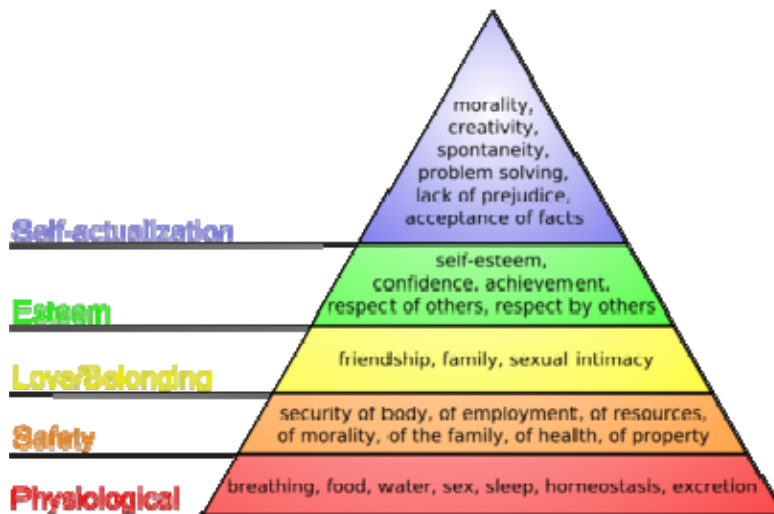 morality,
creativity,
spontaneity,
problem solving,
lack of prejudice,
acceptance of facts
Self-actualization
self-esteem,
confidence, achievement,
respect of others, respect by others
Esteem
friendship, family, sexual intimacy
Love/Belonging
security of body, of employment, of resources,
of morality, of the family, of health, of property
Safety
breathing, food, water, sex, sleep, homeostasis, excretion
Physiological